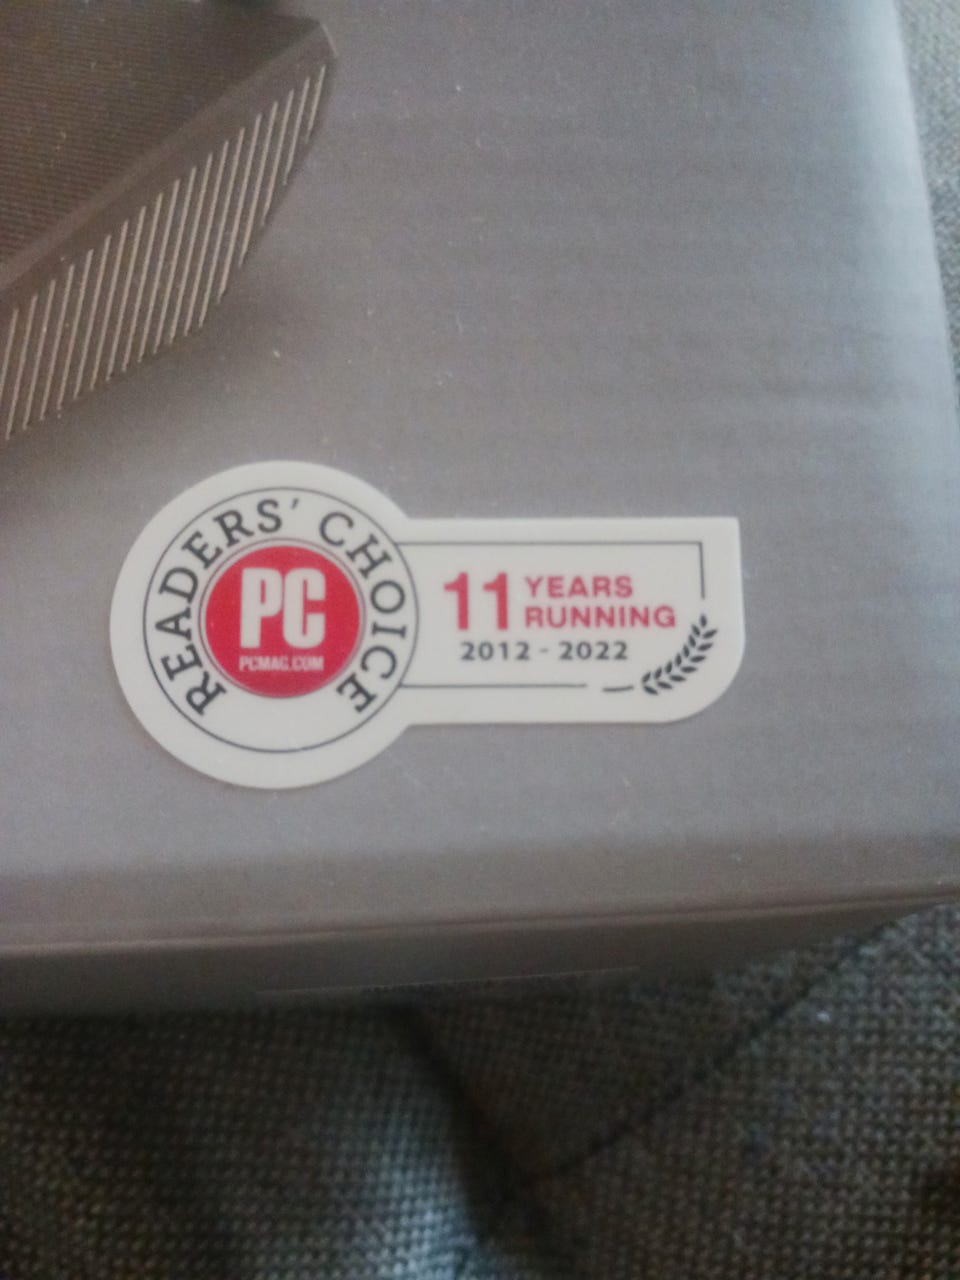 READERS' CHOICE
PC
PCMAG.COM
11 YEARS
RUNNING
2012 - 2022